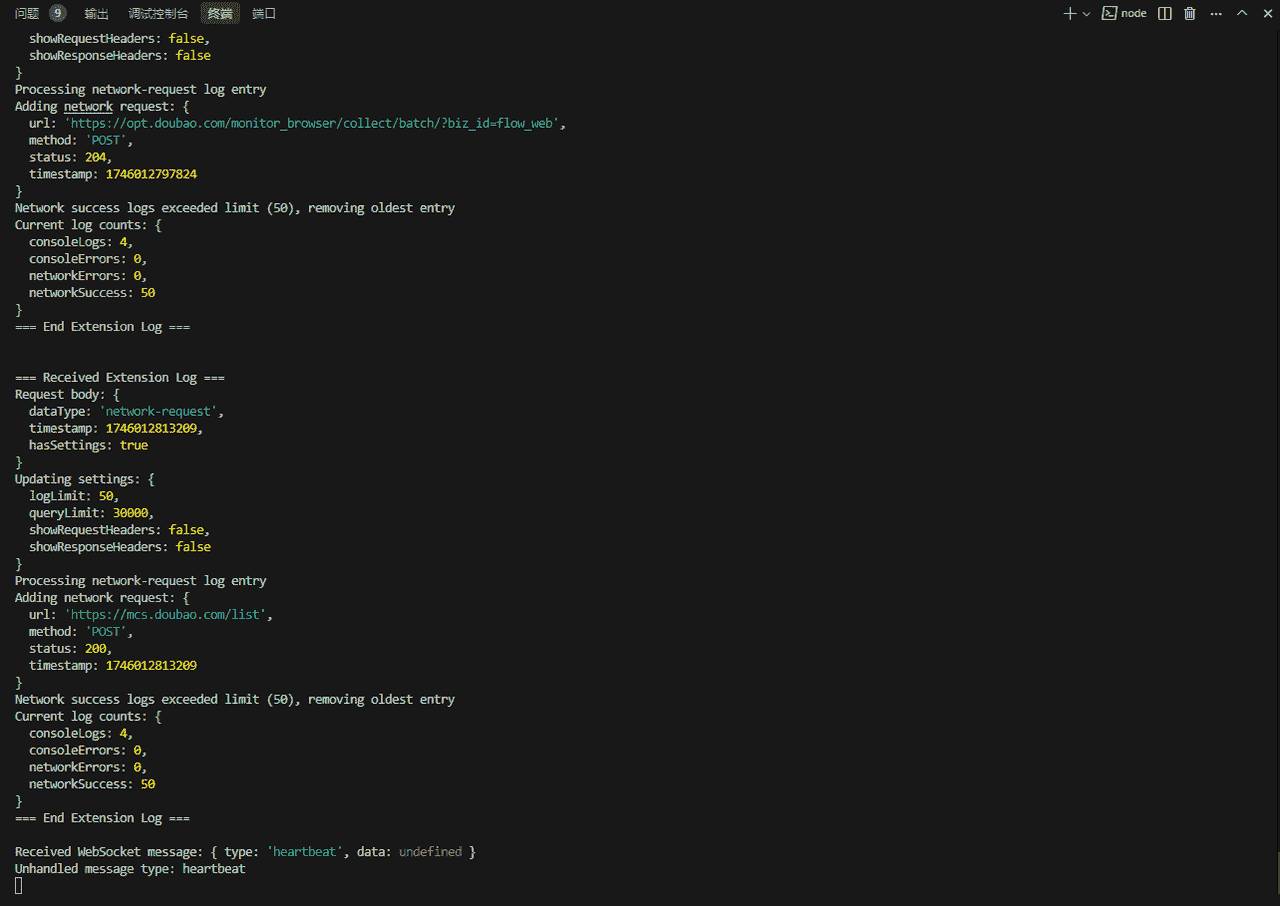 问题 9 输出 调试控制台 终端 端口 node
showRequestHeaders: false,
showResponseHeaders: false
}
Processing network-request log entry
Adding network request: {
url: 'https://opt.doubao.com/monitor_browser/collect/batch/?biz_id=flow_web',
method: 'POST',
status: 204,
timestamp: 1746012797824
}
Network success logs exceeded limit (50), removing oldest entry
Current log counts: {
consoleLogs: 4,
consoleErrors: 0,
networkErrors: 0,
networkSuccess: 50
}
=== End Extension Log ===
=== Received Extension Log ===
Request body: {
dataType: 'network-request',
timestamp: 1746012813209,
hasSettings: true
}
Updating settings: {
logLimit: 50,
queryLimit: 30000,
showRequestHeaders: false,
showResponseHeaders: false
}
Processing network-request log entry
Adding network request: {
url: 'https://mcs.doubao.com/list',
method: 'POST',
status: 200,
timestamp: 1746012813209
}
Network success logs exceeded limit (50), removing oldest entry
Current log counts: {
consoleLogs: 4,
consoleErrors: 0,
networkErrors: 0,
networkSuccess: 50
}
=== End Extension Log ===
Received WebSocket message: { type: 'heartbeat', data: undefined }
Unhandled message type: heartbeat